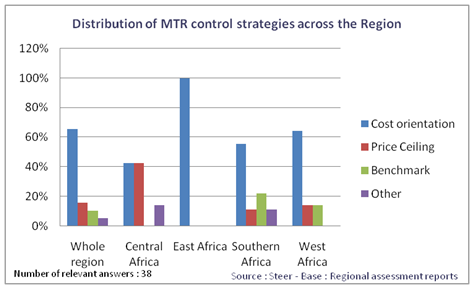 Distribution of MTR control strategies across the Region
120%
100%
80%
60%
40%
20%
0%
Whole region
Central Africa
East Africa
Southern Africa
West Africa
Cost orientation
Price Ceiling
Benchmark
Other
Number of relevant answers : 38
Source : Steer - Base : Regional assessment reports